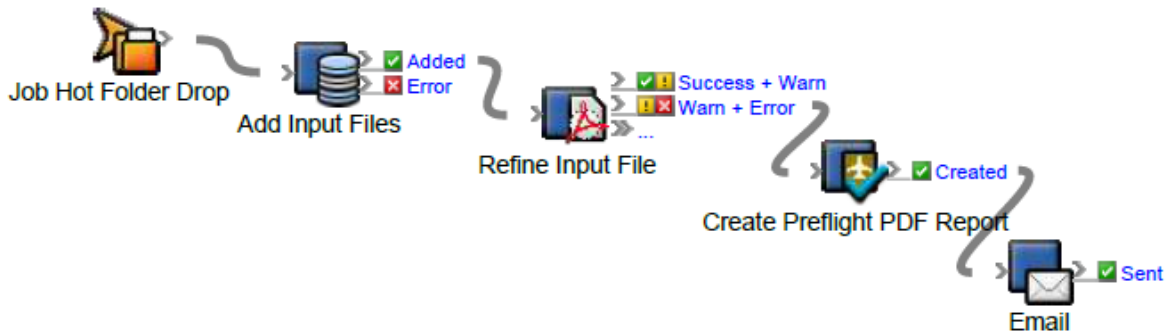 Job Hot Folder Drop
Added
Error
Add Input Files
Success + Warn
Warn + Error
...
Refine Input File
Created
Create Preflight PDF Report
Sent
Email